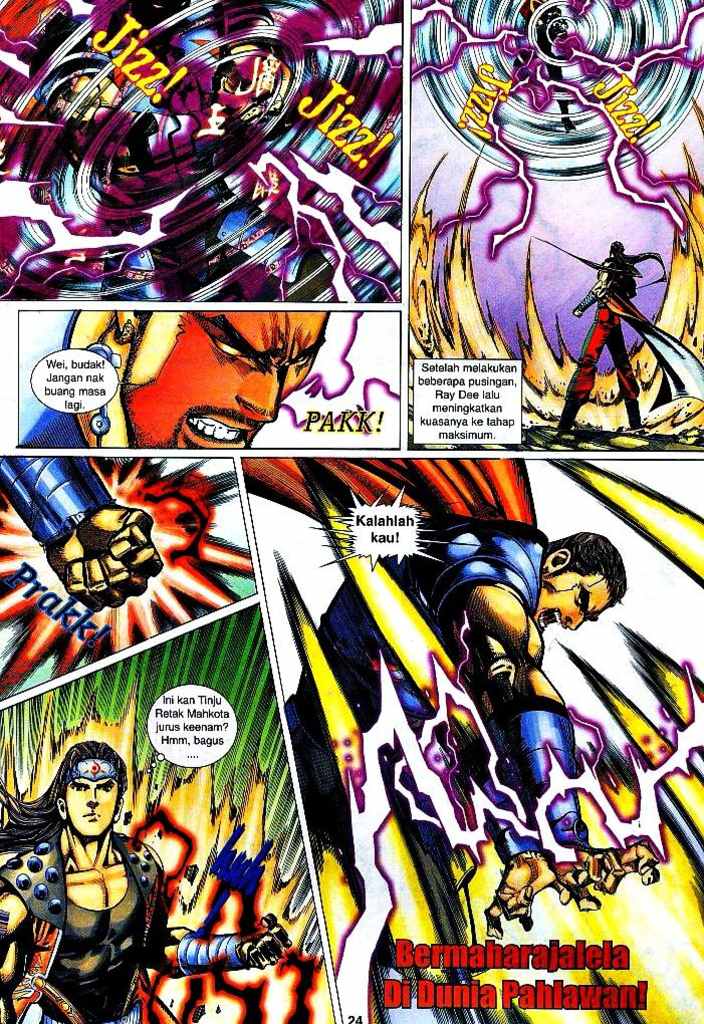 Jizz!
Jizz!
Jizz!
Jizz!
Setelah melakukan
beberapa pusingan,
Ray Dee lalu
meningkatkan
kuasanya ke tahap
maksimum.
Wei, budak!
Jangan nak
buang masa
lagi.
PAKK!
Prakk!
Kalahlah
kau!
Ini kan Tinju
Retak Mahkota
jurus keenam?
Hmm, bagus
....
Bermaharajalela
Di Dunia Pahlawan!
24